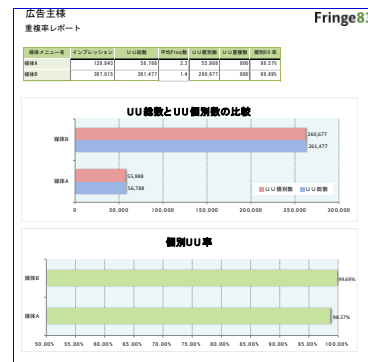 広告主様
重複率レポート
Fringe81
媒体メニュー名 インプレッション UU総数 平均Freq数 UU個別数 UU重複数 個別UU率
媒体A 128,843 56,788 2.3 55,988 800 98.57%
媒体B 367,015 261,477 1.4 260,677 800 99.69%
UU総数とUU個別数の比較
媒体B 260,677
261,477
媒体A 55,988
56,788
UU個別数 UU総数
0 50,000 100,000 150,000 200,000 250,000 300,000
個別UU率
媒体B 99.69%
媒体A 98.57%
50.00% 55.00% 60.00% 65.00% 70.00% 75.00% 80.00% 85.00% 90.00% 95.00% 100.00%